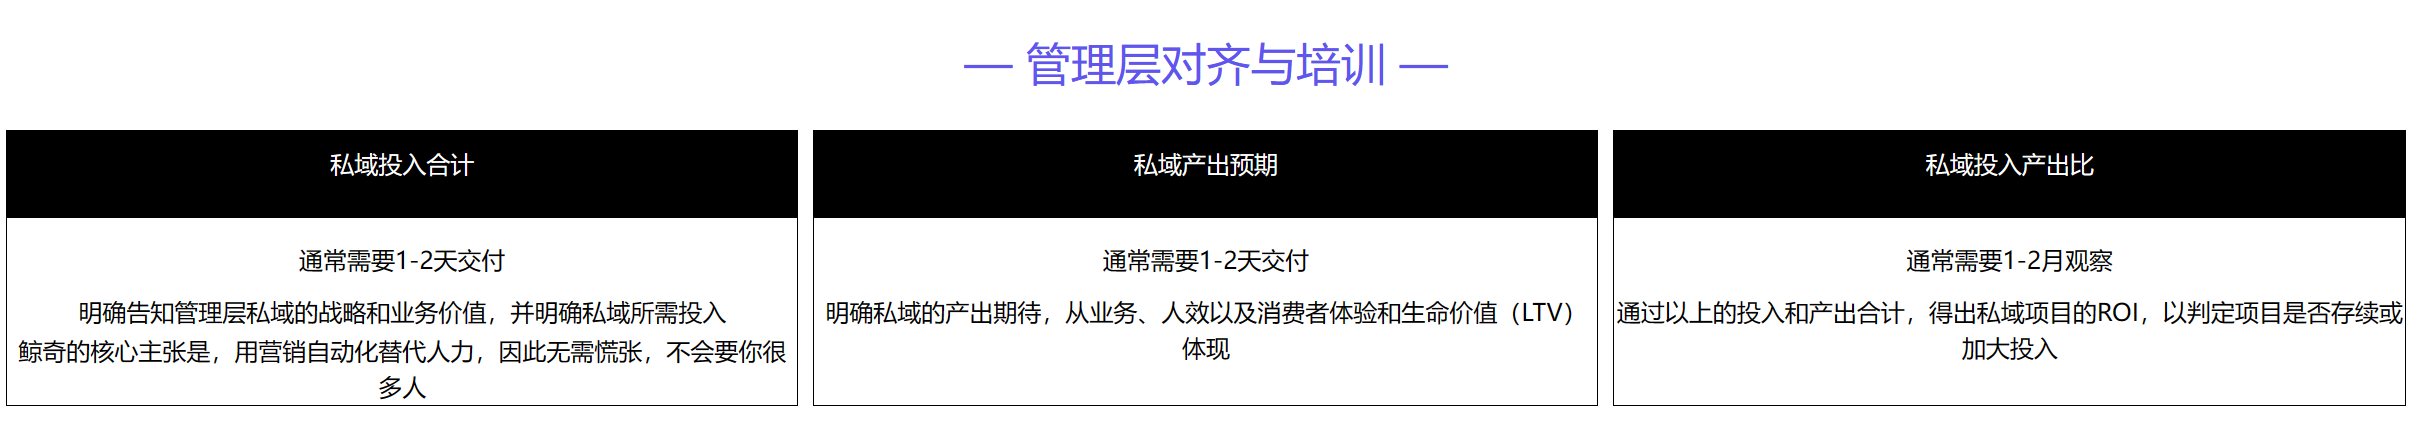 — 管理层对齐与培训 —
私域投入合计
通常需要1-2天交付
明确告知管理层私域的战略和业务价值，并明确私域所需投入
鲸奇的核心主张是，用营销自动化替代人力，因此无需慌张，不会要你很
多人
私域产出预期
通常需要1-2天交付
明确私域的产出期待，从业务、人效以及消费者体验和生命价值（LTV）
体现
私域投入产出比
通常需要1-2月观察
通过以上的投入和产出合计，得出私域项目的ROI，以判定项目是否存续或
加大投入